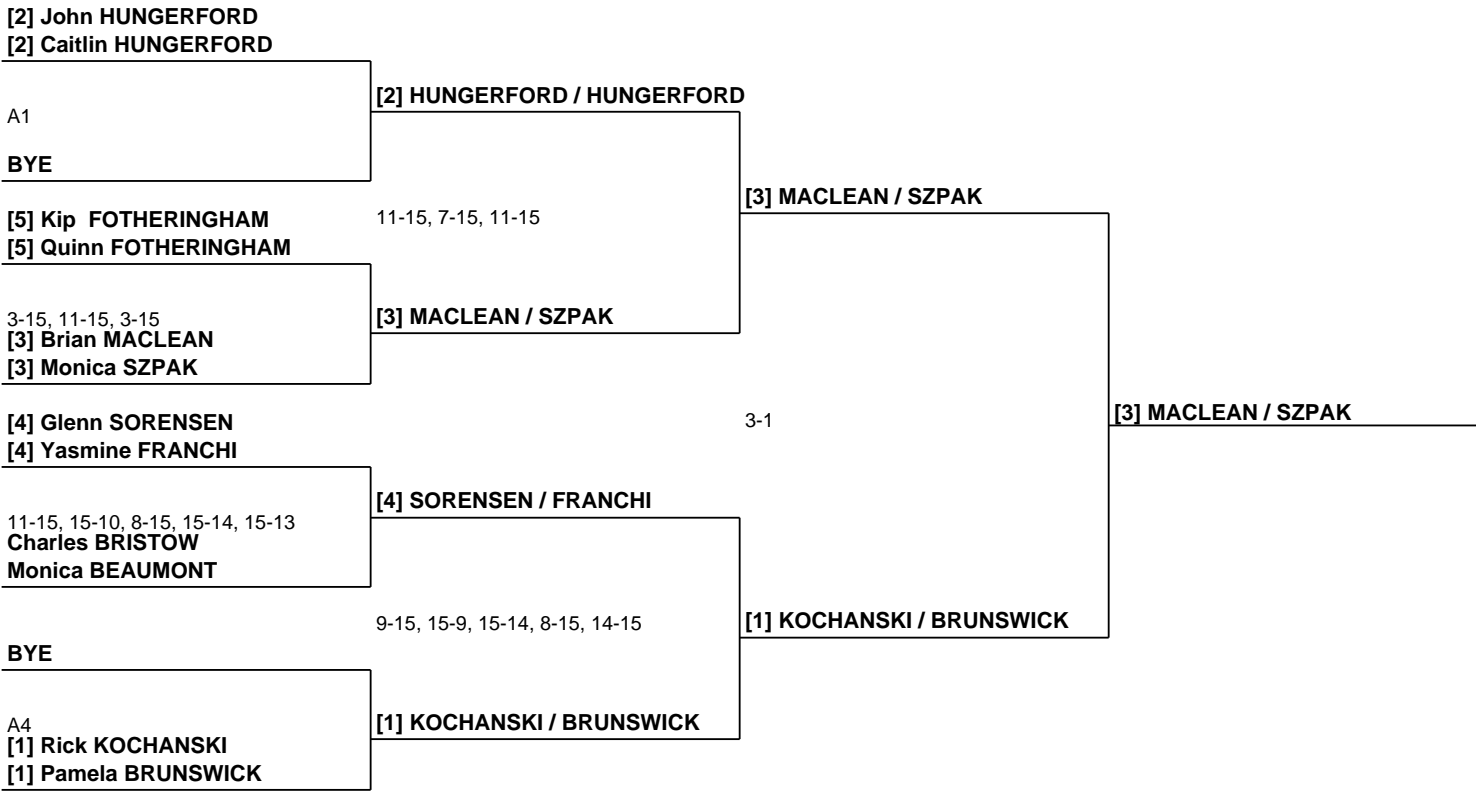 [2] John HUNGERFORD
[2] Caitlin HUNGERFORD
[2] HUNGERFORD / HUNGERFORD
A1
BYE
[3] MACLEAN / SZPAK
[5] Kip  FOTHERINGHAM
11-15, 7-15, 11-15
[5] Quinn FOTHERINGHAM
3-15, 11-15, 3-15
[3] MACLEAN / SZPAK
[3] Brian MACLEAN
[3] Monica SZPAK
[4] Glenn SORENSEN
3-1
[3] MACLEAN / SZPAK
[4] Yasmine FRANCHI
[4] SORENSEN / FRANCHI
11-15, 15-10, 8-15, 15-14, 15-13
Charles BRISTOW
Monica BEAUMONT
9-15, 15-9, 15-14, 8-15, 14-15
[1] KOCHANSKI / BRUNSWICK
BYE
A4
[1] KOCHANSKI / BRUNSWICK
[1] Rick KOCHANSKI
[1] Pamela BRUNSWICK